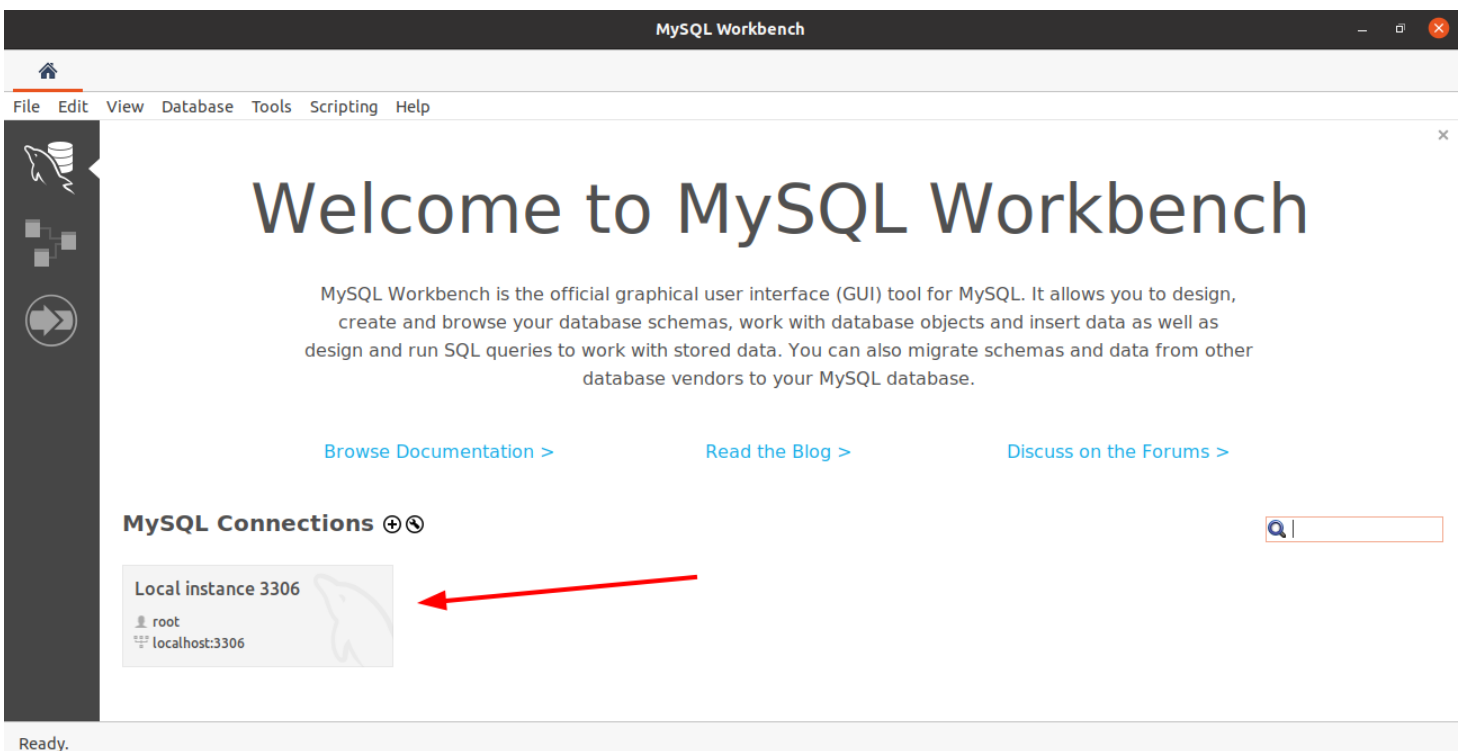 MySQL Workbench
File Edit View Database Tools Scripting Help
Welcome to MySQL Workbench
MySQL Workbench is the official graphical user interface (GUI) tool for MySQL. It allows you to design,
create and browse your database schemas, work with database objects and insert data as well as
design and run SQL queries to work with stored data. You can also migrate schemas and data from other
database vendors to your MySQL database.
Browse Documentation > Read the Blog > Discuss on the Forums >
MySQL Connections
Local instance 3306
root
localhost:3306
Ready.